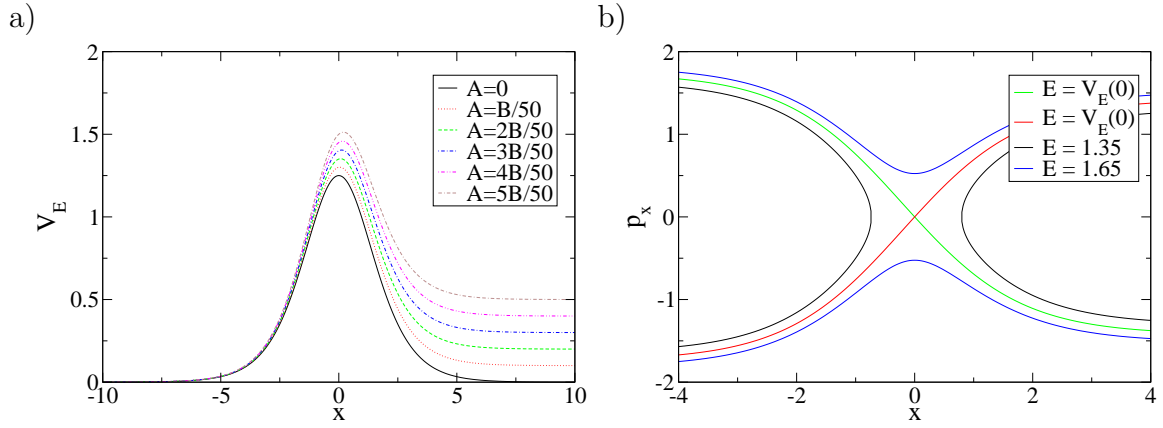 a)
2
1.5
1
0.5
0
V_E
-10
-5
0
5
10
x
A=0
A=B/50
A=2B/50
A=3B/50
A=4B/50
A=5B/50
b)
2
1
0
-1
-2
p_x
-4
-2
0
2
4
x
E = V_E(0)
E = V_E(0)
E = 1.35
E = 1.65